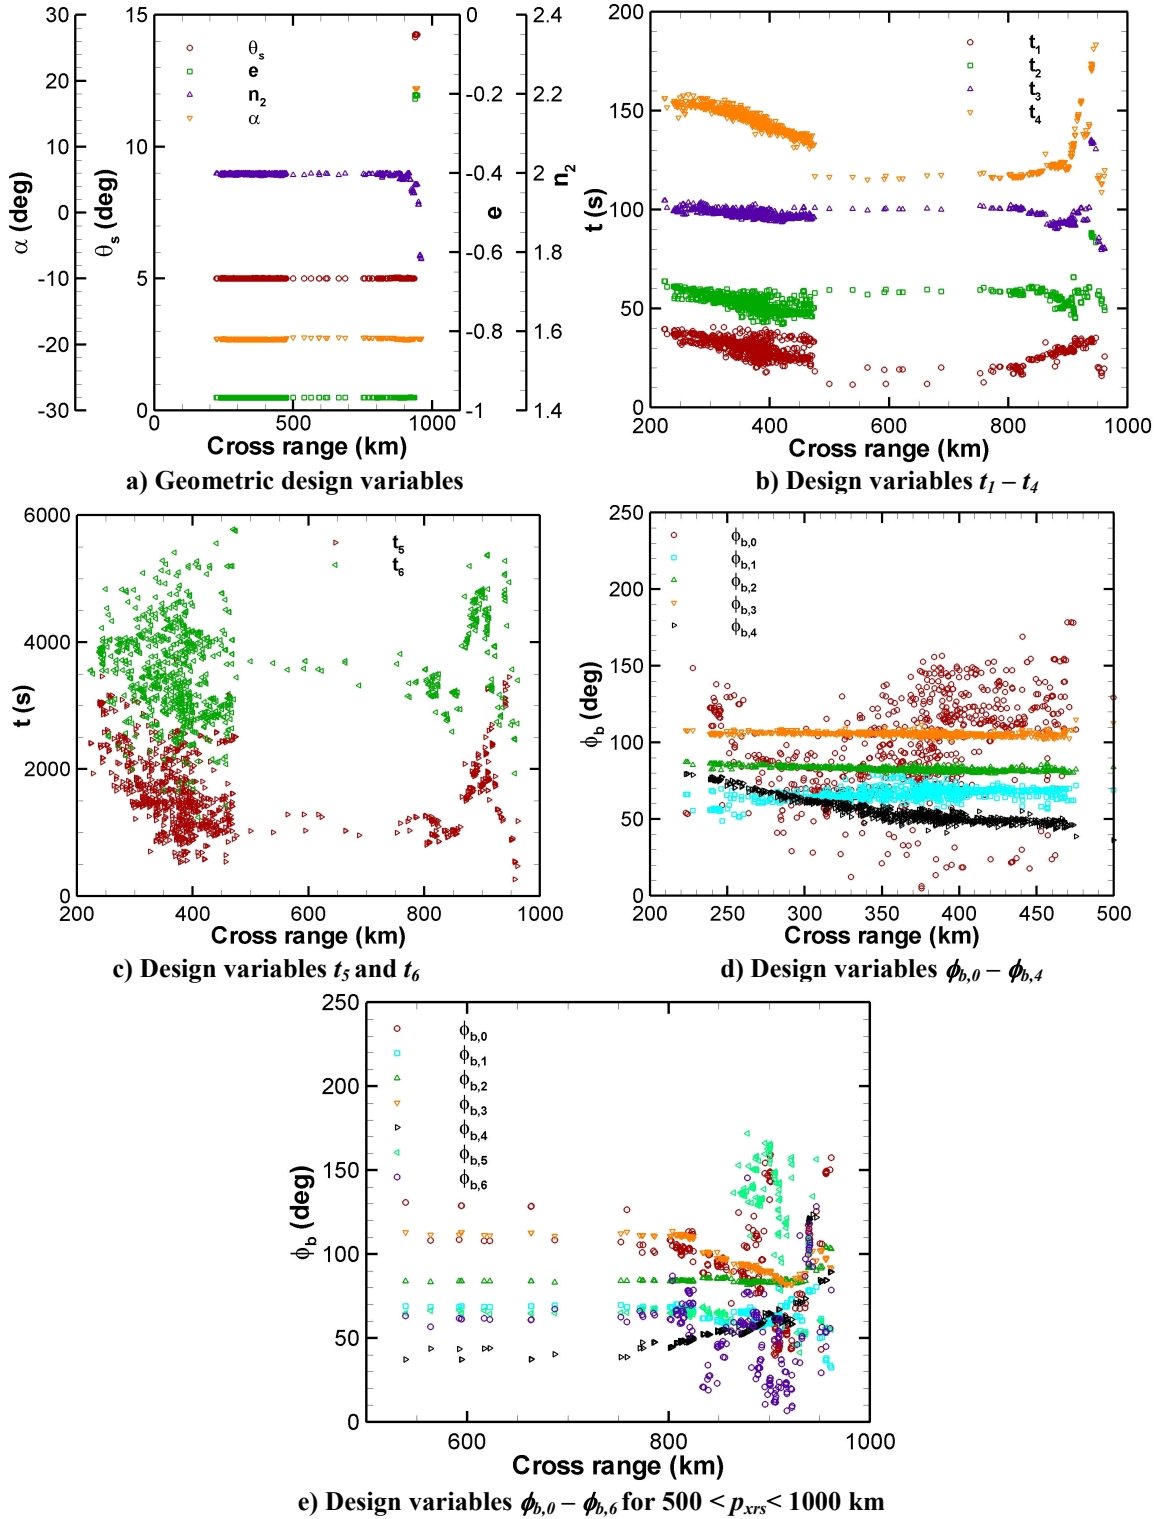 30
20
10
0
-10
-20
-30
α (deg)
15
10
5
0
θs (deg)
θs
e
n2
α
0
-0.2
-0.4
-0.6
-0.8
-1
e
2.4
2.2
2
1.8
1.6
1.4
n2
0 500 1000
Cross range (km)
a) Geometric design variables
200
150
100
50
0
t (s)
t1
t2
t3
t4
200 400 600 800 1000
Cross range (km)
b) Design variables t1 – t4
6000
4000
2000
0
t (s)
t5
t6
200 400 600 800 1000
Cross range (km)
c) Design variables t5 and t6
250
200
150
100
50
0
ϕb (deg)
ϕb,0
ϕb,1
ϕb,2
ϕb,3
ϕb,4
200 250 300 350 400 450 500
Cross range (km)
d) Design variables ϕb,0 – ϕb,4
250
200
150
100
50
0
ϕb (deg)
ϕb,0
ϕb,1
ϕb,2
ϕb,3
ϕb,4
ϕb,5
ϕb,6
600 800 1000
Cross range (km)
e) Design variables ϕb,0 – ϕb,6 for 500 < pxrs< 1000 km